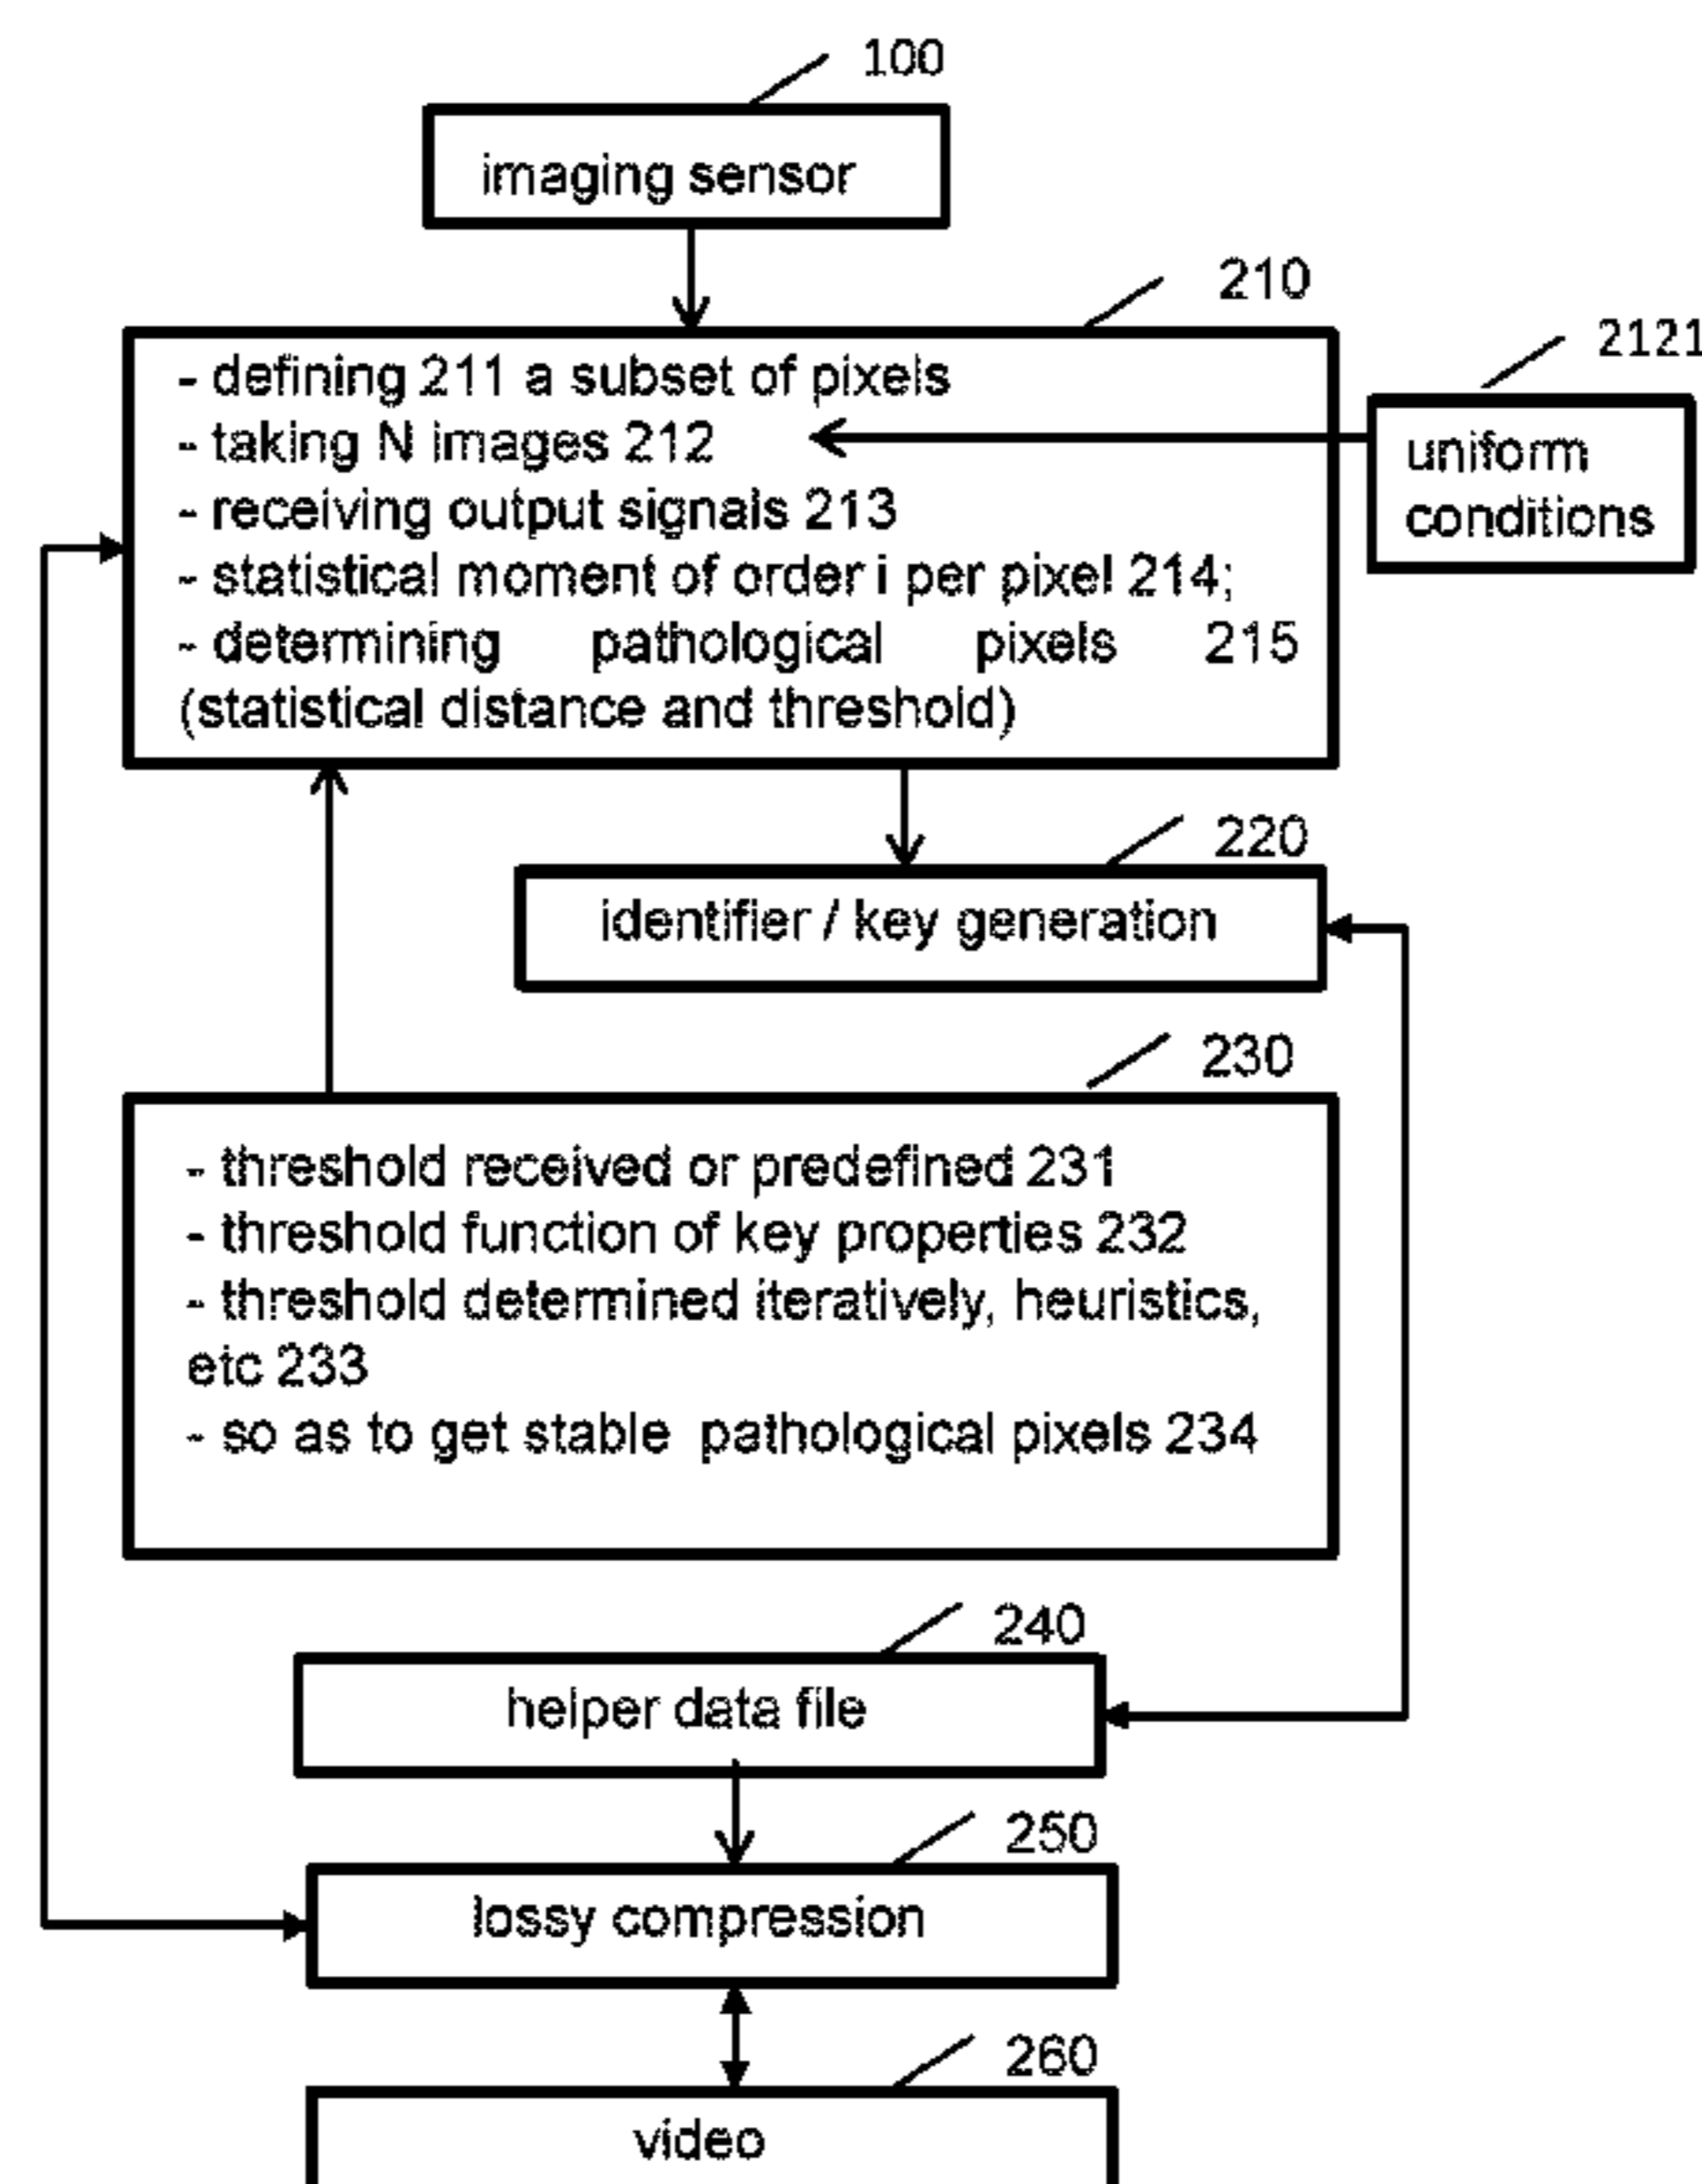 100
imaging sensor
210
2121
- defining 211 a subset of pixels
- taking N images 212
- receiving output signals 213
- statistical moment of order i per pixel 214;
- determining pathological pixels 215
(statistical distance and threshold)
uniform
conditions
220
identifier / key generation
230
- threshold received or predefined 231
- threshold function of key properties 232
- threshold determined iteratively, heuristics,
etc 233
- so as to get stable pathological pixels 234
240
helper data file
250
lossy compression
260
video